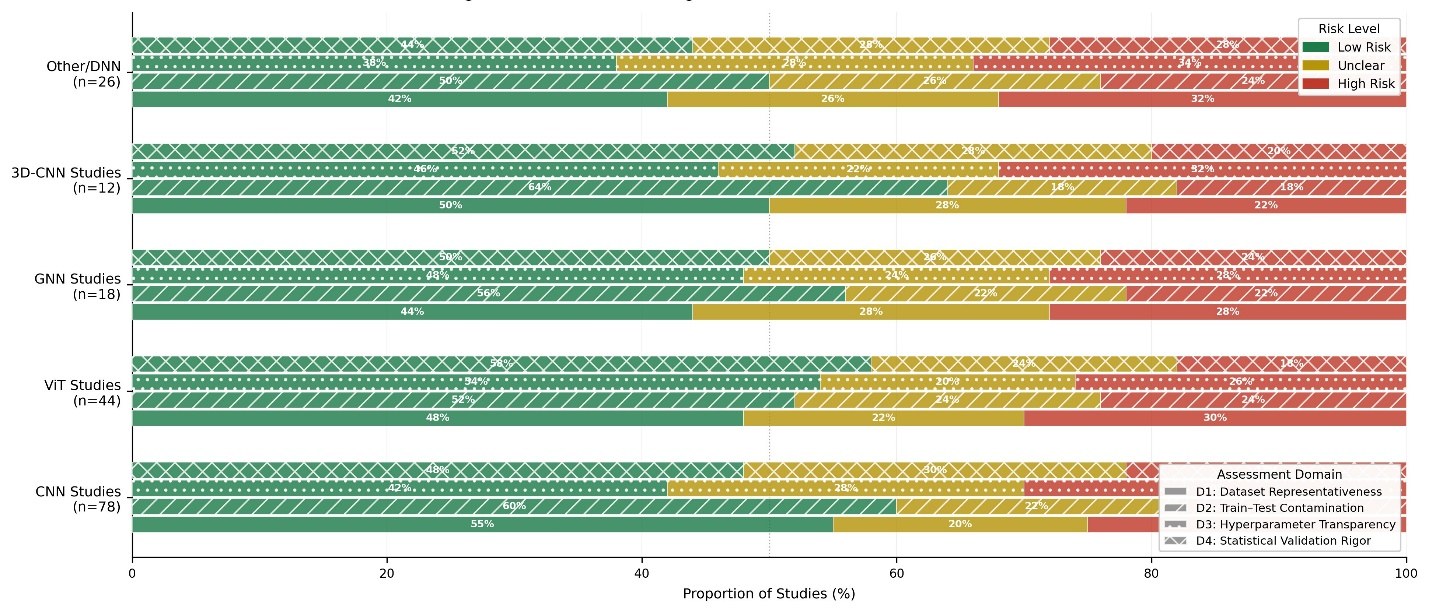 Risk Level
Low Risk
Unclear
High Risk
Other/DNN
(n=26)
44% 28% 28%
38% 28% 34%
50% 26% 24%
42% 26% 32%
3D-CNN Studies
(n=12)
52% 28% 20%
46% 22% 32%
64% 18% 18%
50% 28% 22%
GNN Studies
(n=18)
50% 26% 24%
48% 24% 28%
56% 22% 22%
44% 28% 28%
ViT Studies
(n=44)
58% 24% 18%
54% 20% 26%
52% 24% 24%
48% 22% 30%
CNN Studies
(n=78)
48% 30%
42% 28%
60% 22%
55% 20%
Assessment Domain
D1: Dataset Representativeness
D2: Train–Test Contamination
D3: Hyperparameter Transparency
D4: Statistical Validation Rigor
0 20 40 60 80 100
Proportion of Studies (%)